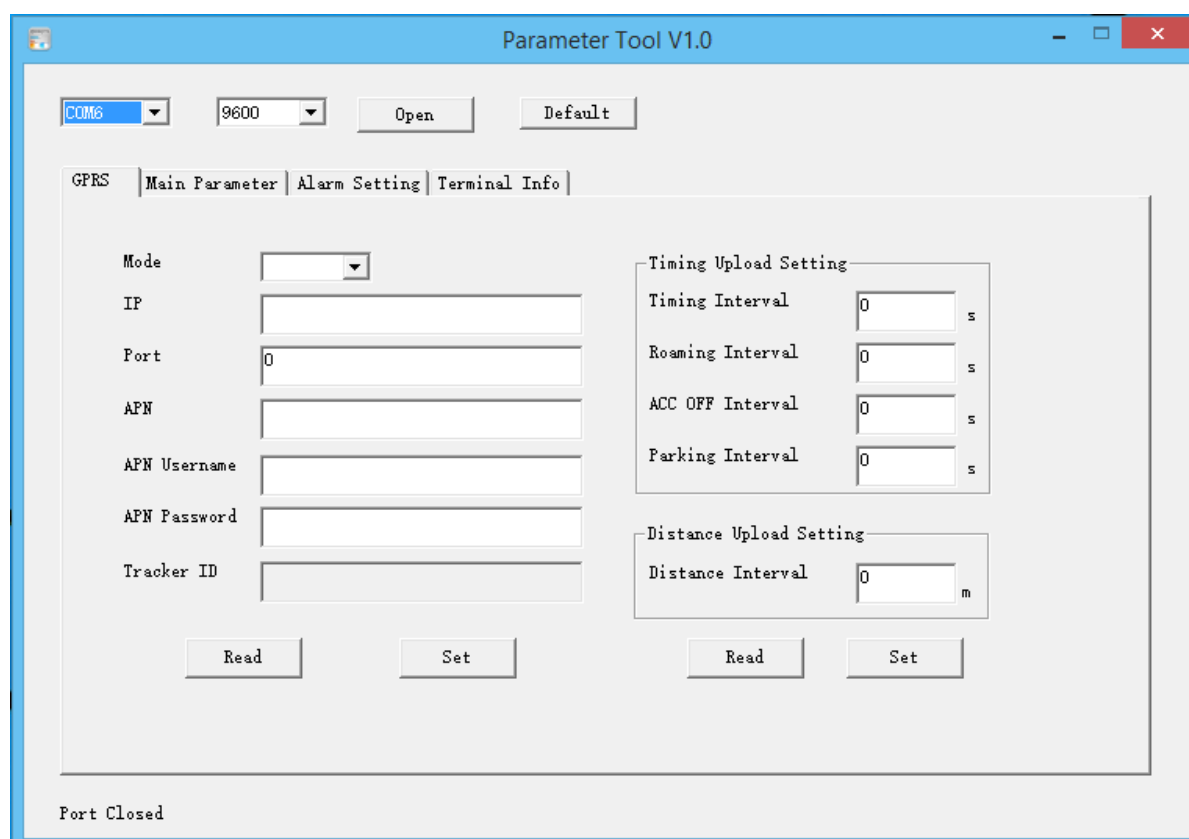 Parameter Tool V1.0
COM6 9600 Open Default
GPRS Main Parameter Alarm Setting Terminal Info
Mode
IP
Port 0
APN
APN Username
APN Password
Tracker ID
Read Set
Timing Upload Setting
Timing Interval 0 s
Roaming Interval 0 s
ACC OFF Interval 0 s
Parking Interval 0 s
Distance Upload Setting
Distance Interval 0 m
Read Set
Port Closed